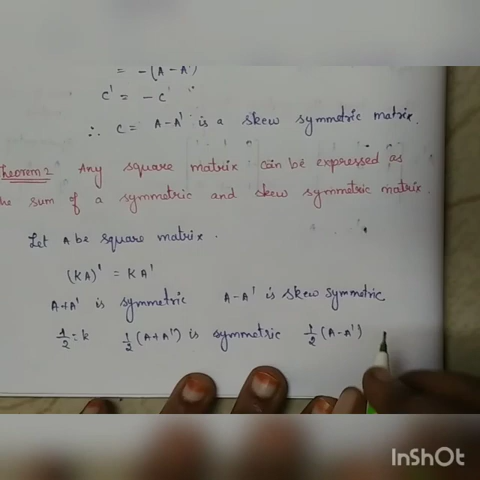 = -(A - A')
C' = - C
∴ C = A - A' is a skew symmetric matrix.
Theorem 2 Any square matrix can be expressed as
the sum of a symmetric and skew symmetric matrix
Let A be square matrix.
(KA)' = KA'
A+A' is symmetric A-A' is skew symmetric
1/2 = k 1/2 (A+A') is symmetric 1/2 (A-A')
InShOt